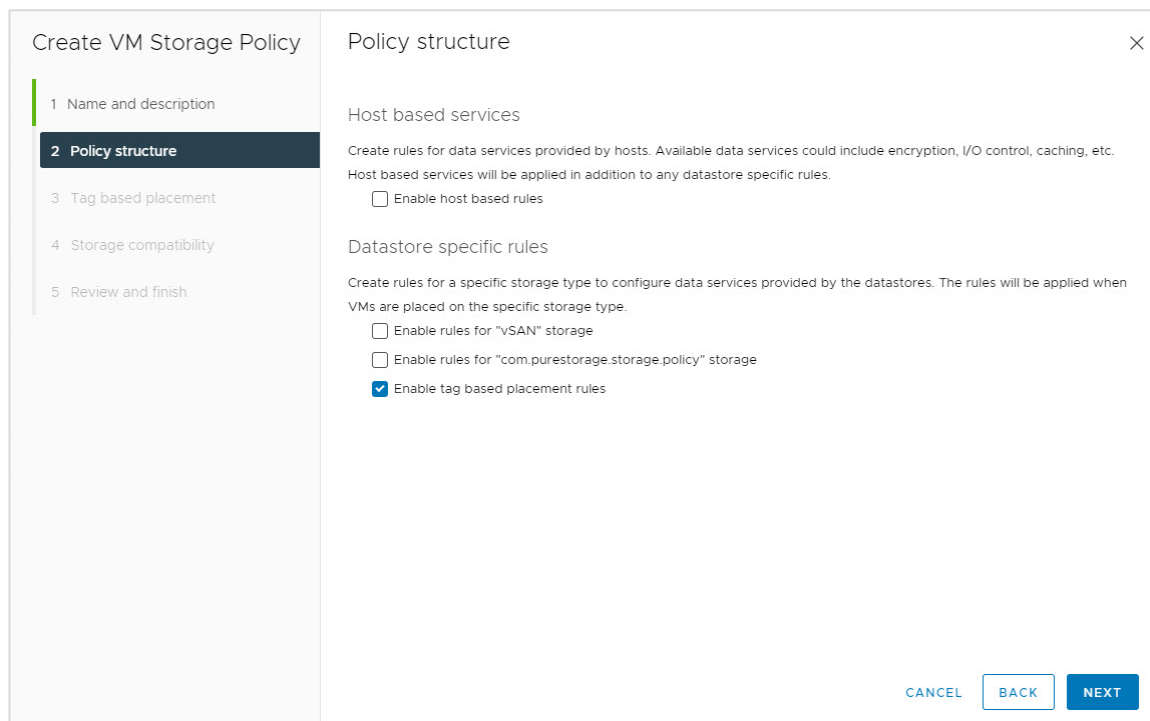 Create VM Storage Policy
1 Name and description
2 Policy structure
3 Tag based placement
4 Storage compatibility
5 Review and finish
Policy structure
Host based services
Create rules for data services provided by hosts. Available data services could include encryption, I/O control, caching, etc.
Host based services will be applied in addition to any datastore specific rules.
Enable host based rules
Datastore specific rules
Create rules for a specific storage type to configure data services provided by the datastores. The rules will be applied when
VMs are placed on the specific storage type.
Enable rules for "vSAN" storage
Enable rules for "com.purestorage.storage.policy" storage
Enable tag based placement rules
CANCEL
BACK
NEXT